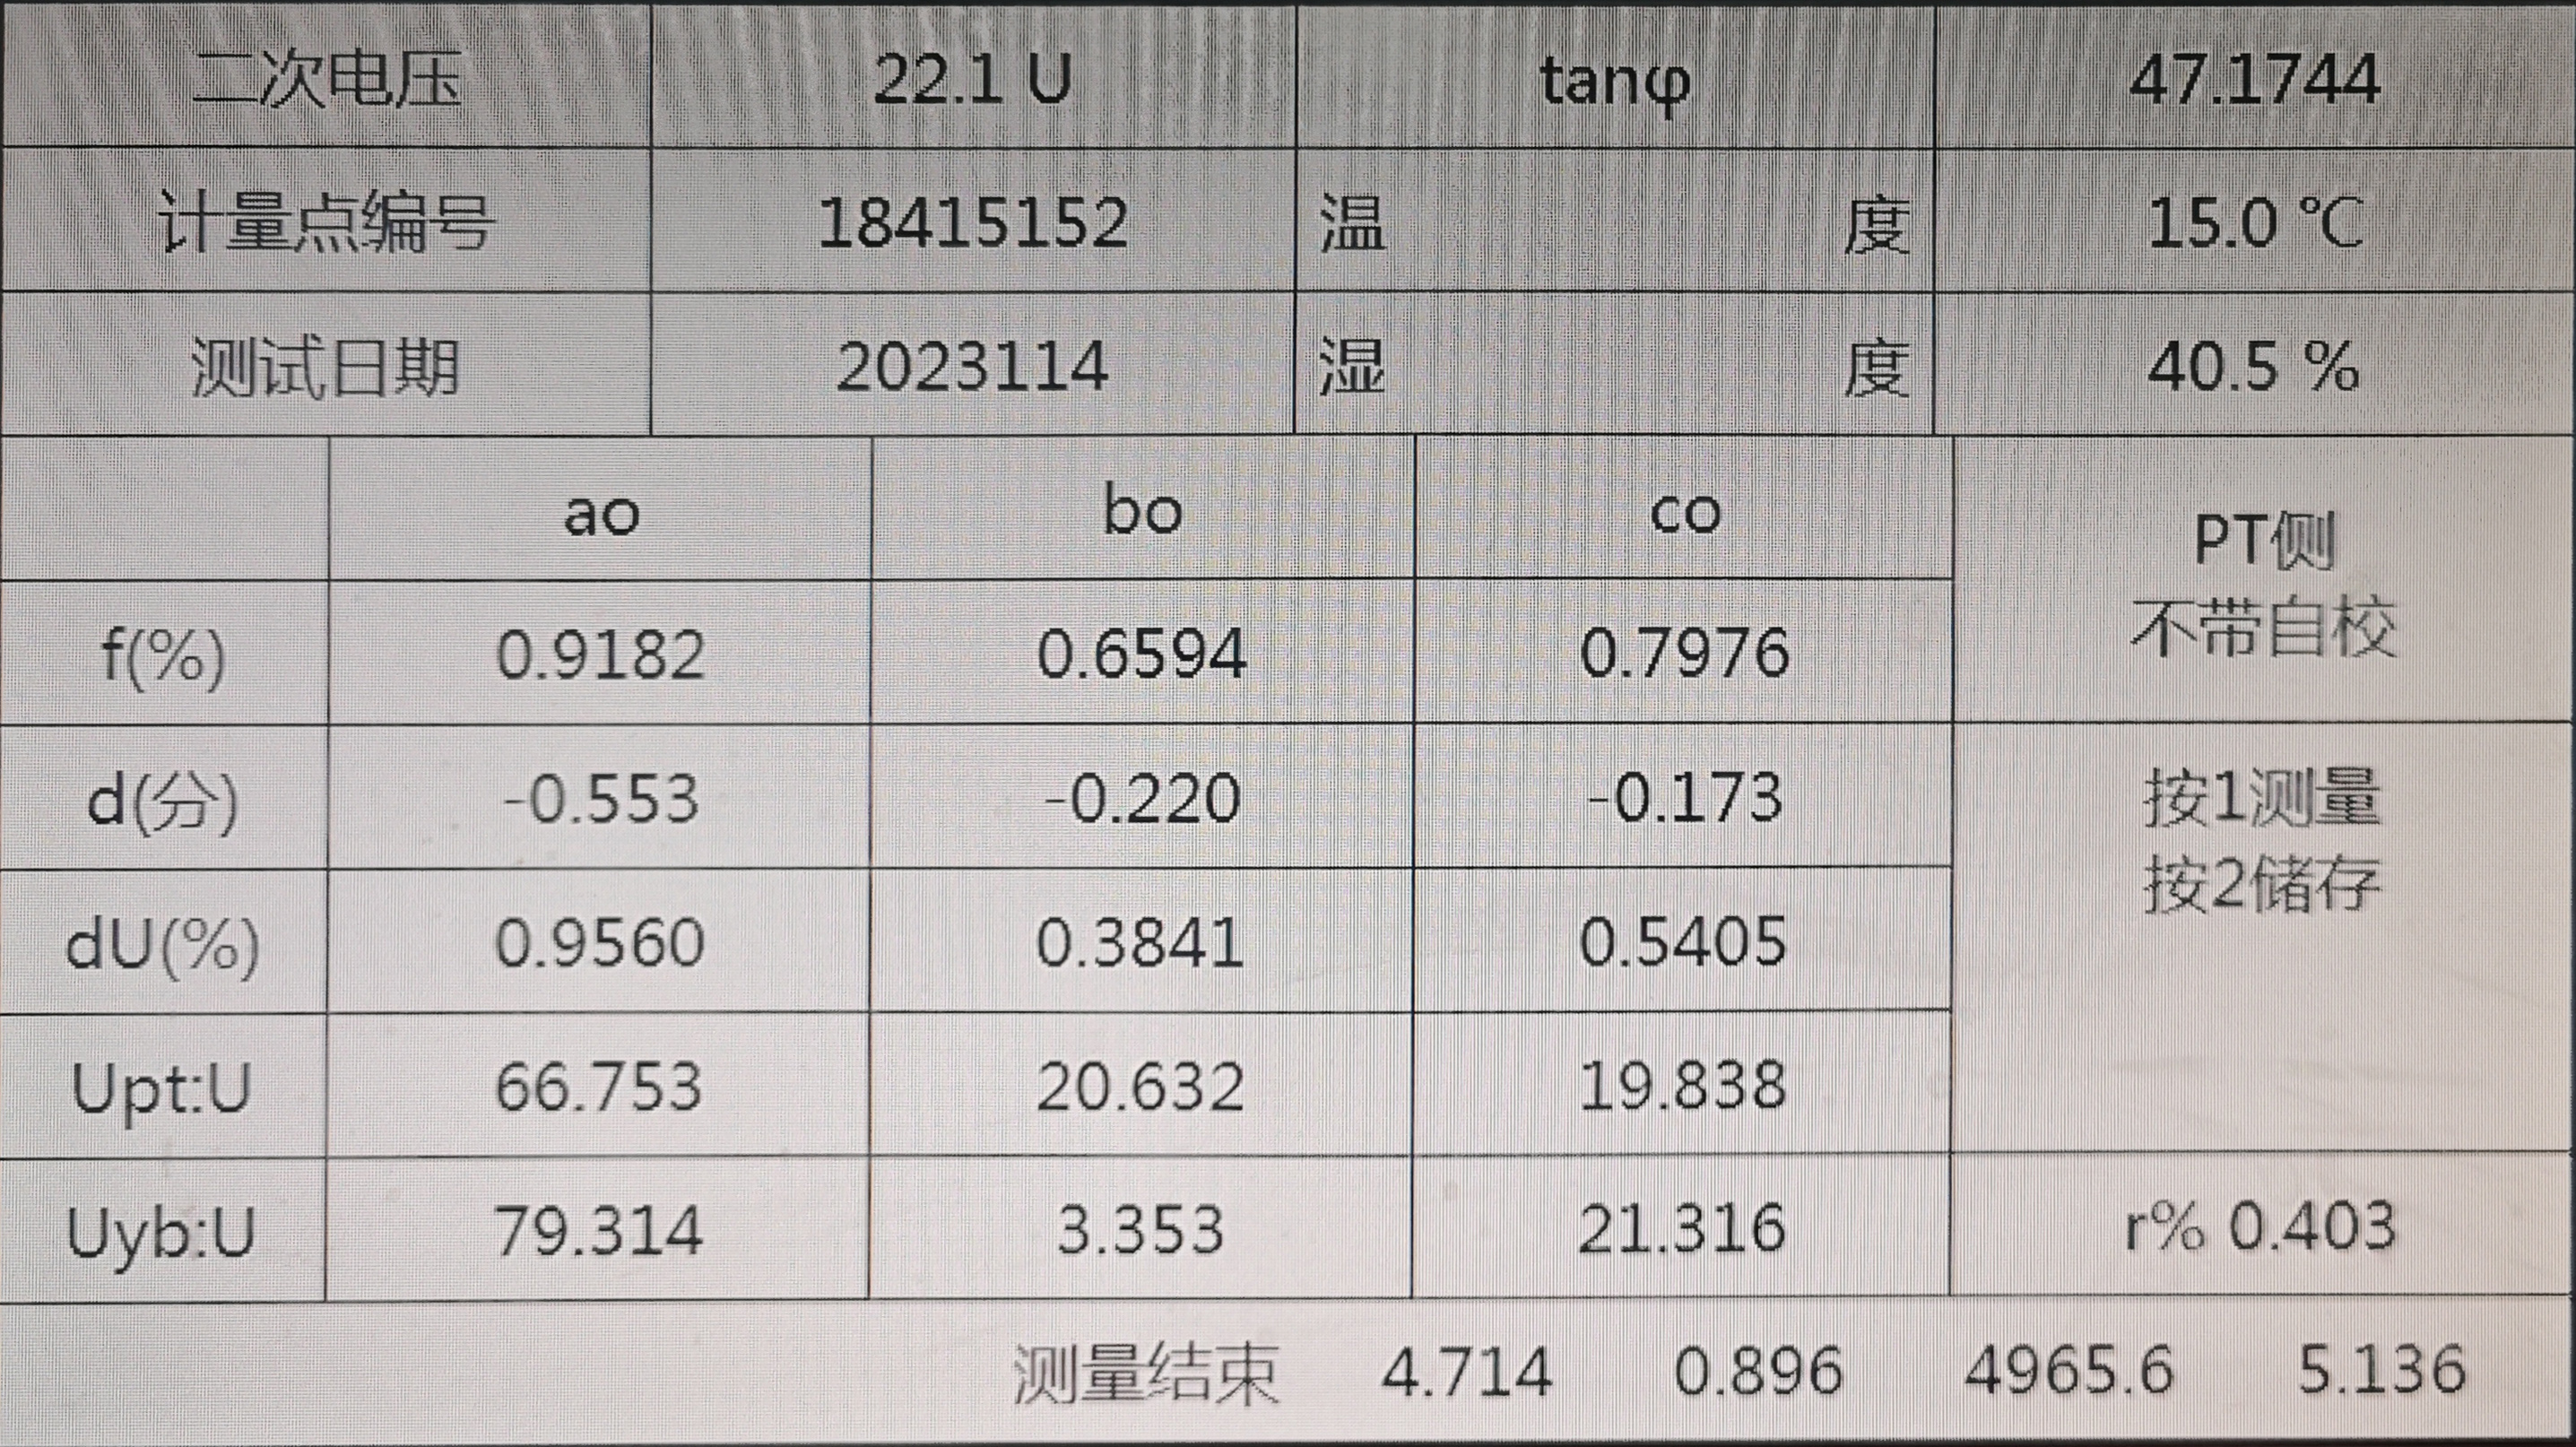 二次电压 22.1 U tanφ 47.1744
计量点编号 18415152 温 度 15.0 ℃
测试日期 2023114 湿 度 40.5 %
ao bo co PT侧
不带自校
f(%) 0.9182 0.6594 0.7976
d(分) -0.553 -0.220 -0.173 按1测量
按2储存
dU(%) 0.9560 0.3841 0.5405
Upt:U 66.753 20.632 19.838
Uyb:U 79.314 3.353 21.316 r% 0.403
测量结束 4.714 0.896 4965.6 5.136